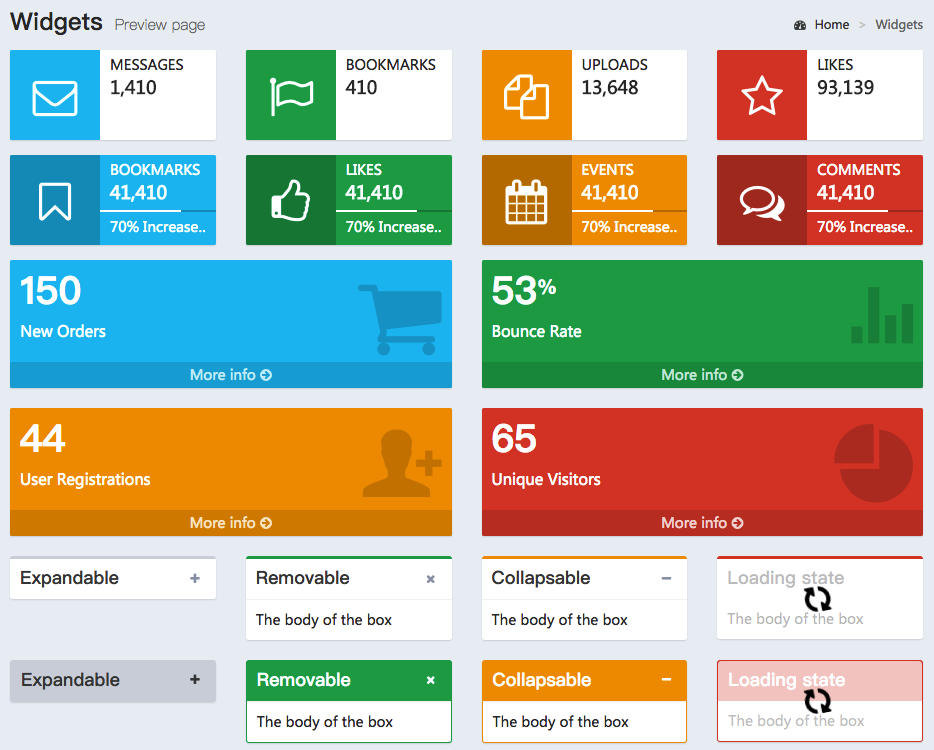 Widgets Preview page
Home > Widgets
MESSAGES
1,410
BOOKMARKS
410
UPLOADS
13,648
LIKES
93,139
BOOKMARKS
41,410
70% Increase..
LIKES
41,410
70% Increase..
EVENTS
41,410
70% Increase..
COMMENTS
41,410
70% Increase..
150
New Orders
More info
53%
Bounce Rate
More info
44
User Registrations
More info
65
Unique Visitors
More info
Expandable +
Removable ×
The body of the box
Collapsable −
The body of the box
Loading state
The body of the box
Expandable +
Removable ×
The body of the box
Collapsable −
The body of the box
Loading state
The body of the box